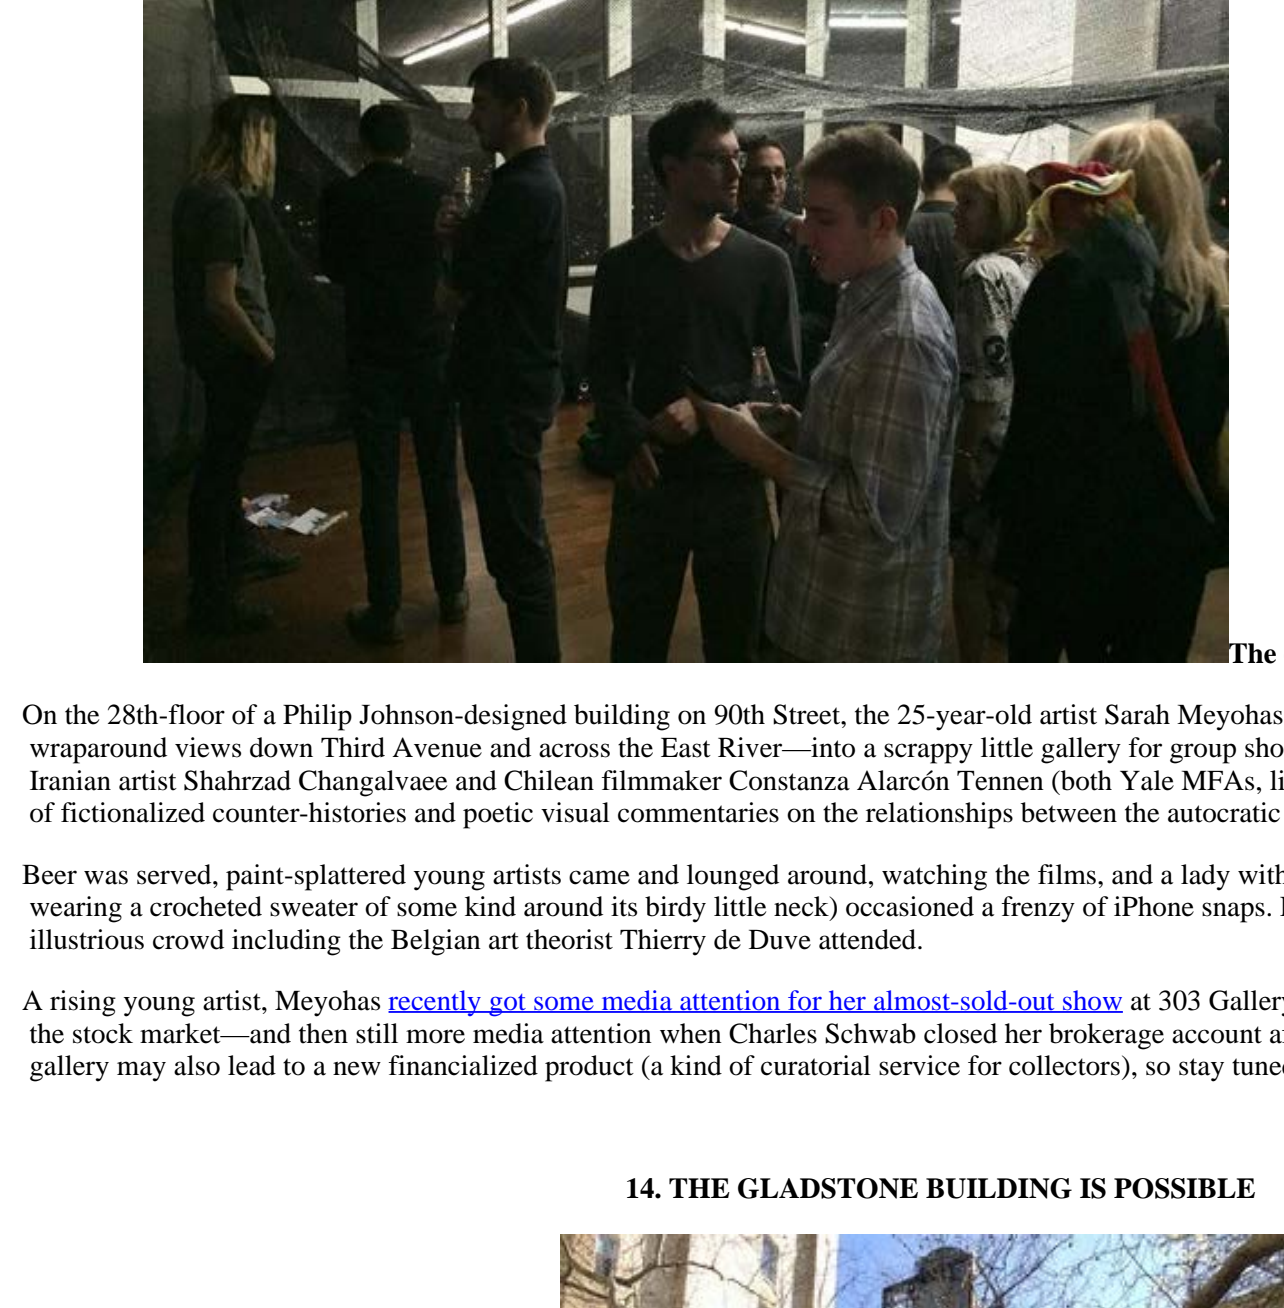 The
On the 28th-floor of a Philip Johnson-designed building on 90th Street, the 25-year-old artist Sarah Meyohas
wraparound views down Third Avenue and across the East River—into a scrappy little gallery for group sho
Iranian artist Shahrzad Changalvaee and Chilean filmmaker Constanza Alarcón Tennen (both Yale MFAs, li
of fictionalized counter-histories and poetic visual commentaries on the relationships between the autocratic
Beer was served, paint-splattered young artists came and lounged around, watching the films, and a lady with
wearing a crocheted sweater of some kind around its birdy little neck) occasioned a frenzy of iPhone snaps.
illustrious crowd including the Belgian art theorist Thierry de Duve attended.
A rising young artist, Meyohas recently got some media attention for her almost-sold-out show at 303 Gallery
the stock market—and then still more media attention when Charles Schwab closed her brokerage account a
gallery may also lead to a new financialized product (a kind of curatorial service for collectors), so stay tuned
14. THE GLADSTONE BUILDING IS POSSIBLE